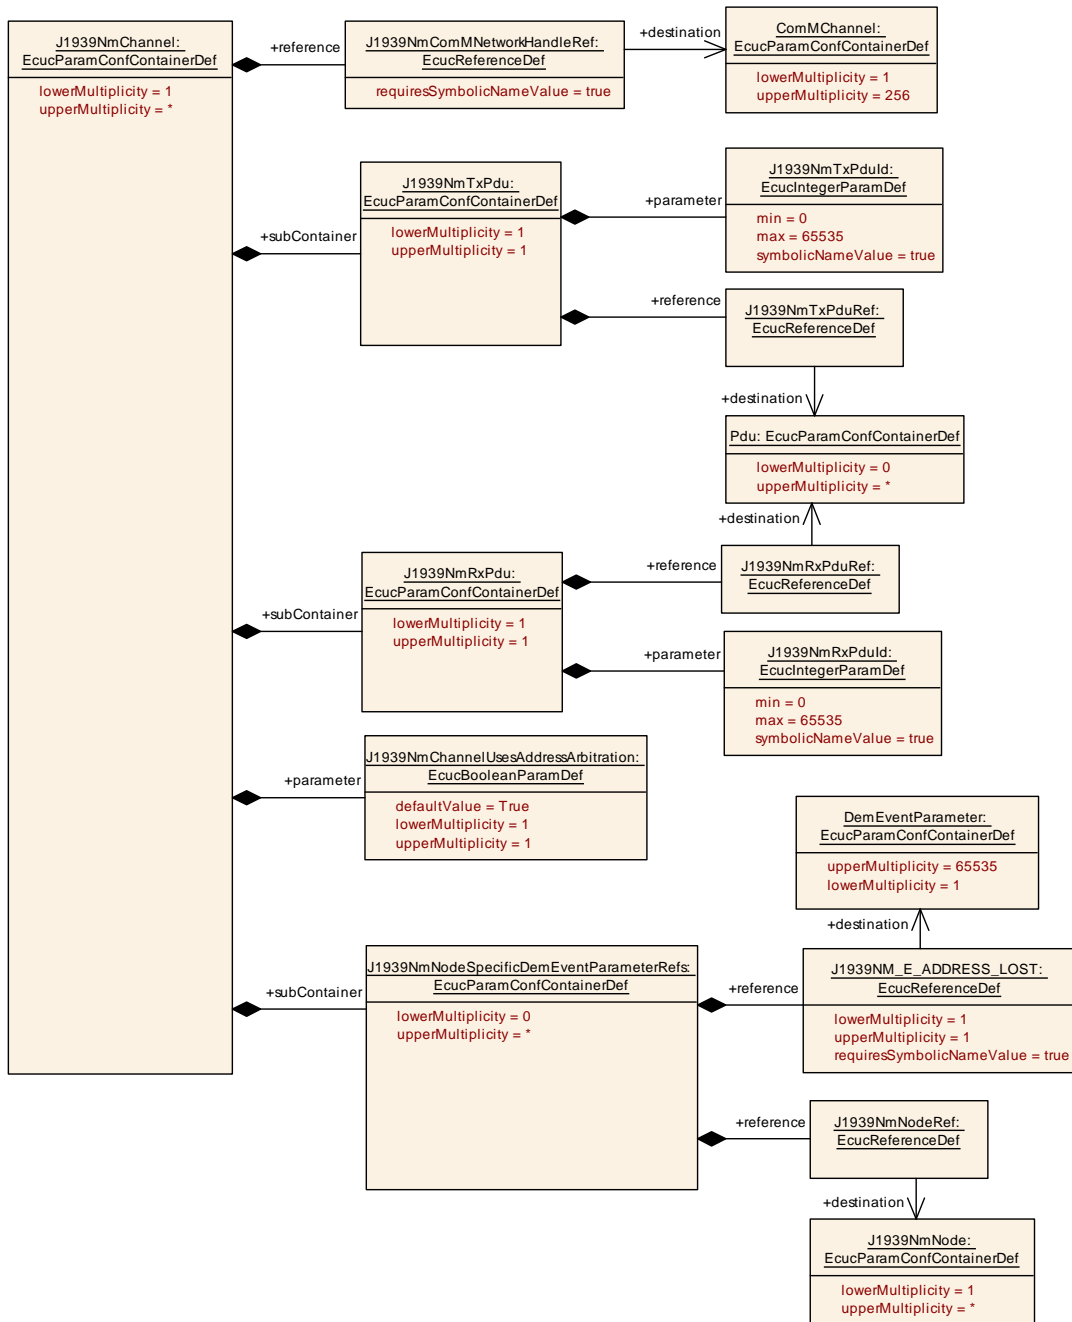 J1939NmChannel:
EcucParamConfContainerDef
lowerMultiplicity = 1
upperMultiplicity = *
+reference
J1939NmComMNetworkHandleRef:
EcucReferenceDef
requiresSymbolicNameValue = true
+destination
ComMChannel:
EcucParamConfContainerDef
lowerMultiplicity = 1
upperMultiplicity = 256
+subContainer
J1939NmTxPdu:
EcucParamConfContainerDef
lowerMultiplicity = 1
upperMultiplicity = 1
+parameter
J1939NmTxPduId:
EcucIntegerParamDef
min = 0
max = 65535
symbolicNameValue = true
+reference
J1939NmTxPduRef:
EcucReferenceDef
+destination
Pdu: EcucParamConfContainerDef
lowerMultiplicity = 0
upperMultiplicity = *
+destination
+subContainer
J1939NmRxPdu:
EcucParamConfContainerDef
lowerMultiplicity = 1
upperMultiplicity = 1
+reference
J1939NmRxPduRef:
EcucReferenceDef
+parameter
J1939NmRxPduId:
EcucIntegerParamDef
min = 0
max = 65535
symbolicNameValue = true
+parameter
J1939NmChannelUsesAddressArbitration:
EcucBooleanParamDef
defaultValue = True
lowerMultiplicity = 1
upperMultiplicity = 1
DemEventParameter:
EcucParamConfContainerDef
upperMultiplicity = 65535
lowerMultiplicity = 1
+destination
+subContainer
J1939NmNodeSpecificDemEventParameterRefs:
EcucParamConfContainerDef
lowerMultiplicity = 0
upperMultiplicity = *
+reference
J1939NM_E_ADDRESS_LOST:
EcucReferenceDef
lowerMultiplicity = 1
upperMultiplicity = 1
requiresSymbolicNameValue = true
+reference
J1939NmNodeRef:
EcucReferenceDef
+destination
J1939NmNode:
EcucParamConfContainerDef
lowerMultiplicity = 1
upperMultiplicity = *